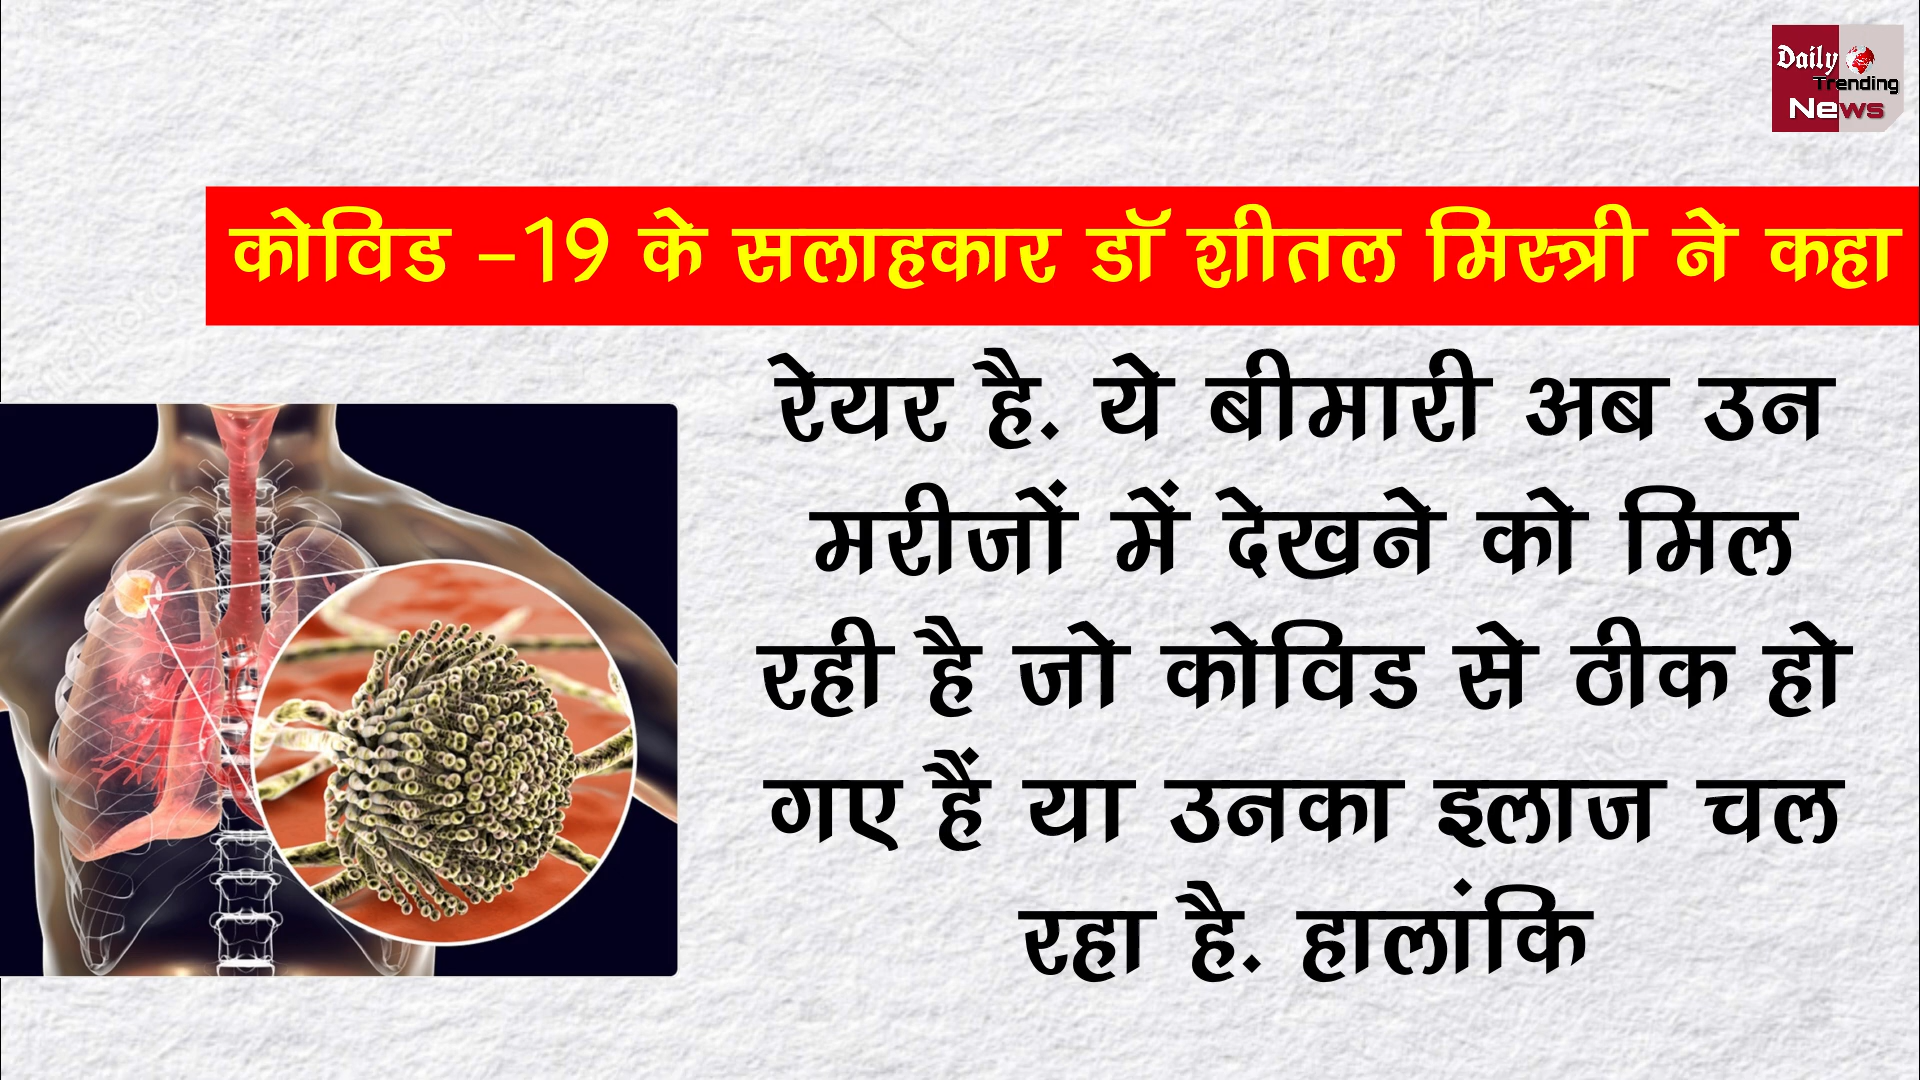 Daily
Trending
News
कोविड -19 के सलाहकार डॉ शीतल मिस्त्री ने कहा
रेयर है. ये बीमारी अब उन
मरीजों में देखने को मिल
रही है जो कोविड से ठीक हो
गए हैं या उनका इलाज चल
रहा है. हालांकि